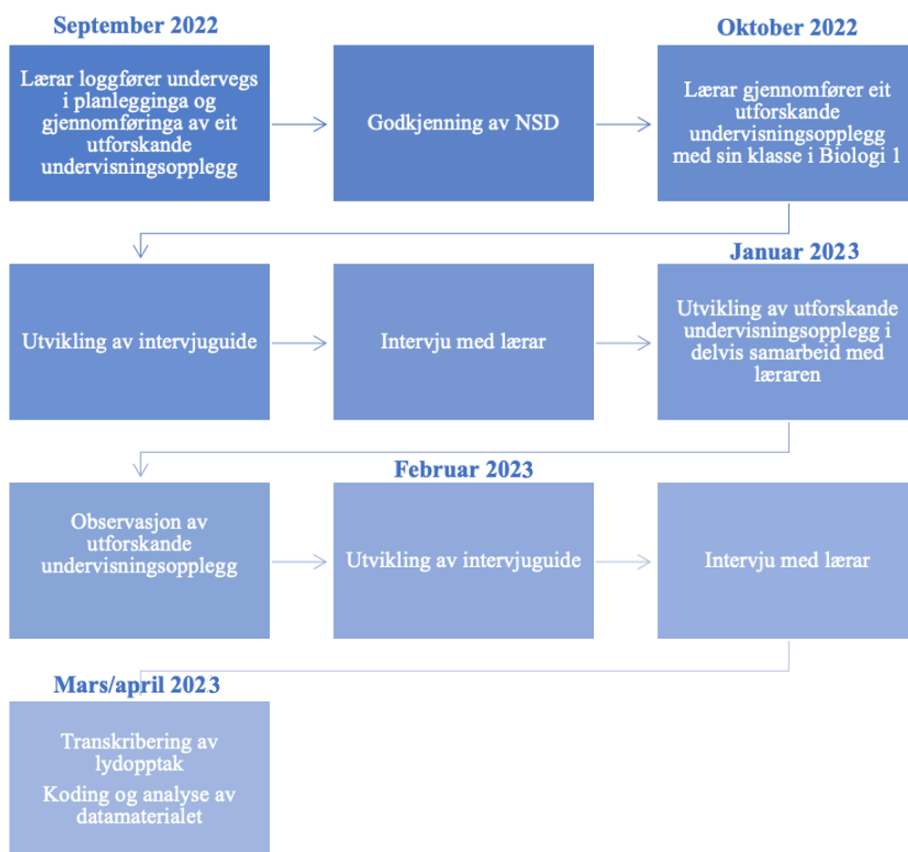 September 2022
Lærar loggfører undervegs
i planlegginga og
gjennomføringa av eit
utforskande
undervisningsopplegg
Godkjenning av NSD
Oktober 2022
Lærar gjennomfører eit
utforskande
undervisningsopplegg
med sin klasse i Biologi 1
Utvikling av intervjuguide
Intervju med lærar
Januar 2023
Utvikling av utforskande
undervisningsopplegg i
delvis samarbeid med
læraren
Observasjon av
utforskande
undervisningsopplegg
Februar 2023
Utvikling av intervjuguide
Intervju med lærar
Mars/april 2023
Transkribering av
lydopptak
Koding og analyse av
datamaterialet